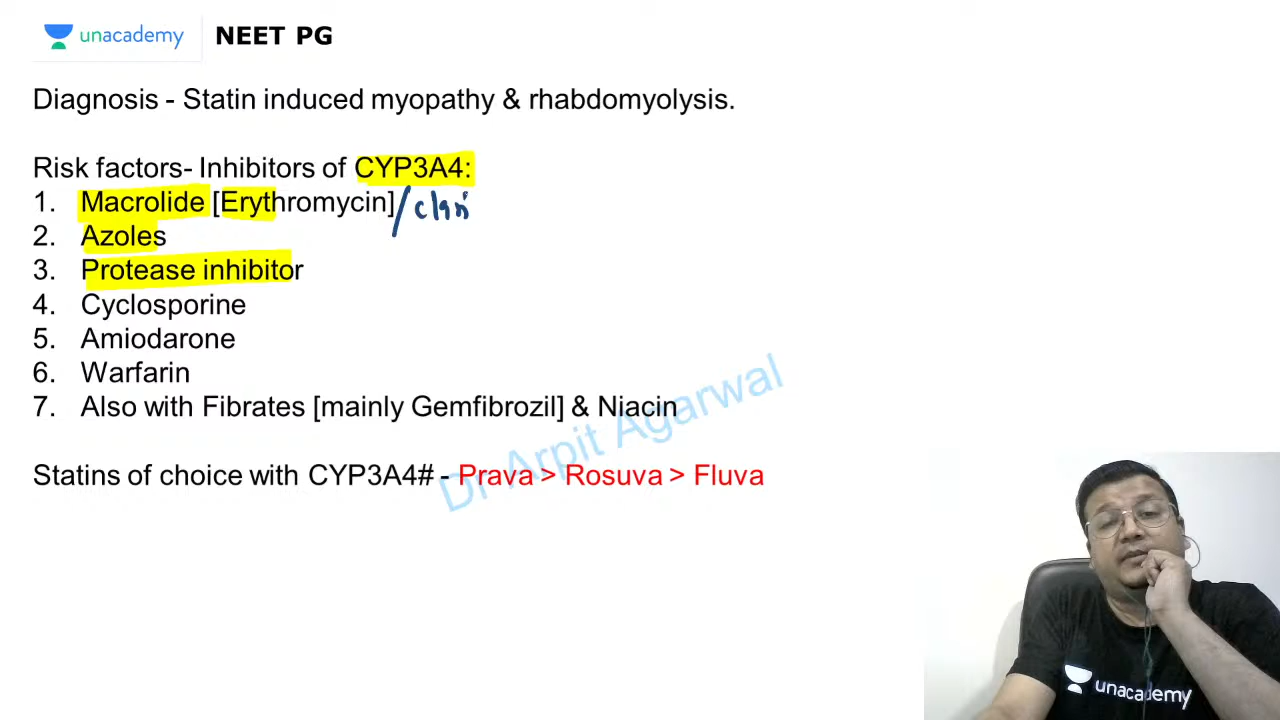 unacademy NEET PG
Diagnosis - Statin induced myopathy & rhabdomyolysis.
Risk factors- Inhibitors of CYP3A4:
1. Macrolide [Erythromycin]/clari
2. Azoles
3. Protease inhibitor
4. Cyclosporine
5. Amiodarone
6. Warfarin
7. Also with Fibrates [mainly Gemfibrozil] & Niacin
Statins of choice with CYP3A4# - Prava > Rosuva > Fluva
Dr Arpit Agarwal
unacademy